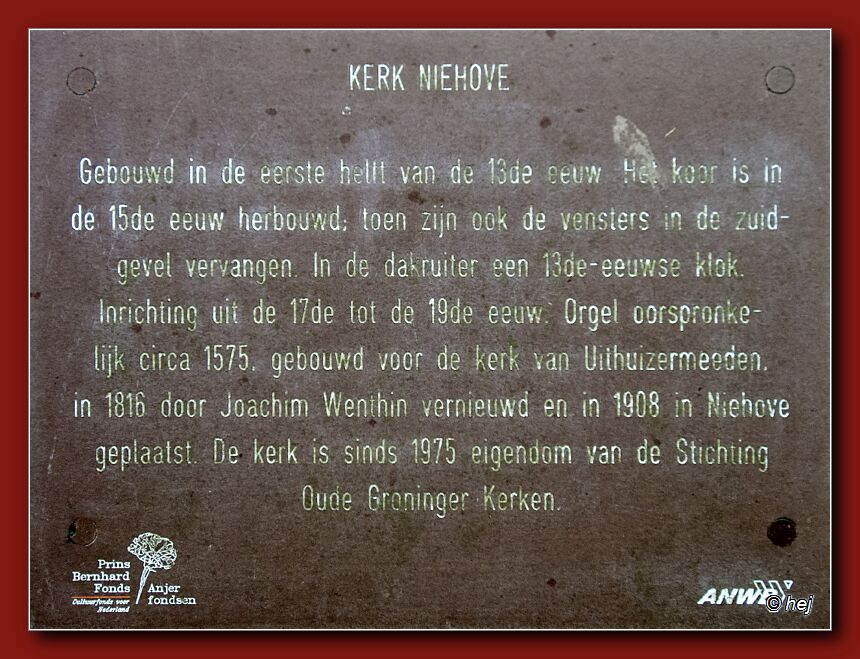 KERK NIEHOVE
Gebouwd in de eerste helft van de 13de eeuw. Het koor is in
de 15de eeuw herbouwd; toen zijn ook de vensters in de zuid-
gevel vervangen. In de dakruiter een 13de-eeuwse klok.
Inrichting uit de 17de tot de 19de eeuw. Orgel oorspronke-
lijk circa 1575, gebouwd voor de kerk van Uithuizermeeden,
in 1816 door Joachim Wenthin vernieuwd en in 1908 in Niehove
geplaatst. De kerk is sinds 1975 eigendom van de Stichting
Oude Groninger Kerken.
Prins
Bernhard
Fonds
Cultuurfonds voor
Nederland
Anjer
fondsen
ANWB
© hej